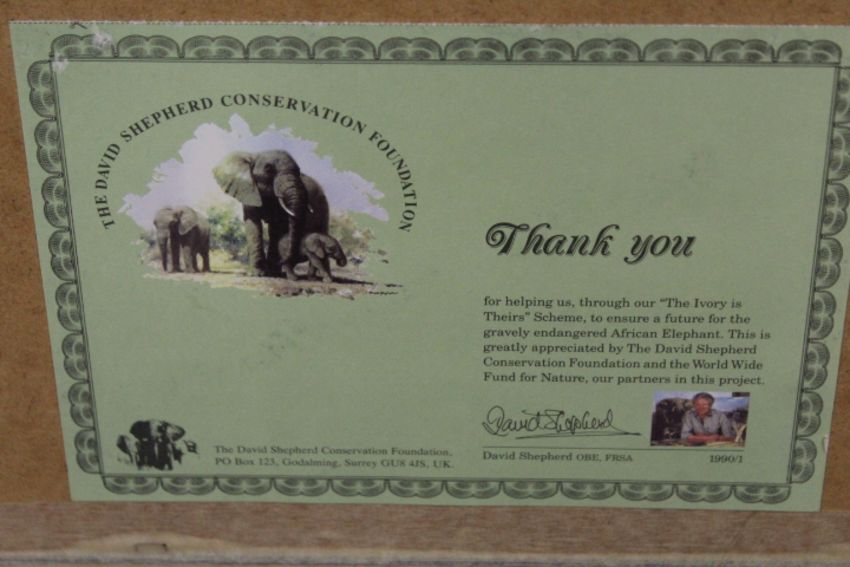 THE DAVID SHEPHERD CONSERVATION FOUNDATION
Thank you
for helping us, through our “The Ivory is
Theirs” Scheme, to ensure a future for the
gravely endangered African Elephant. This is
greatly appreciated by The David Shepherd
Conservation Foundation and the World Wide
Fund for Nature, our partners in this project.
David Shepherd
David Shepherd OBE, FRSA 1990/1
The David Shepherd Conservation Foundation,
PO Box 123, Godalming, Surrey GU8 4JS, UK.